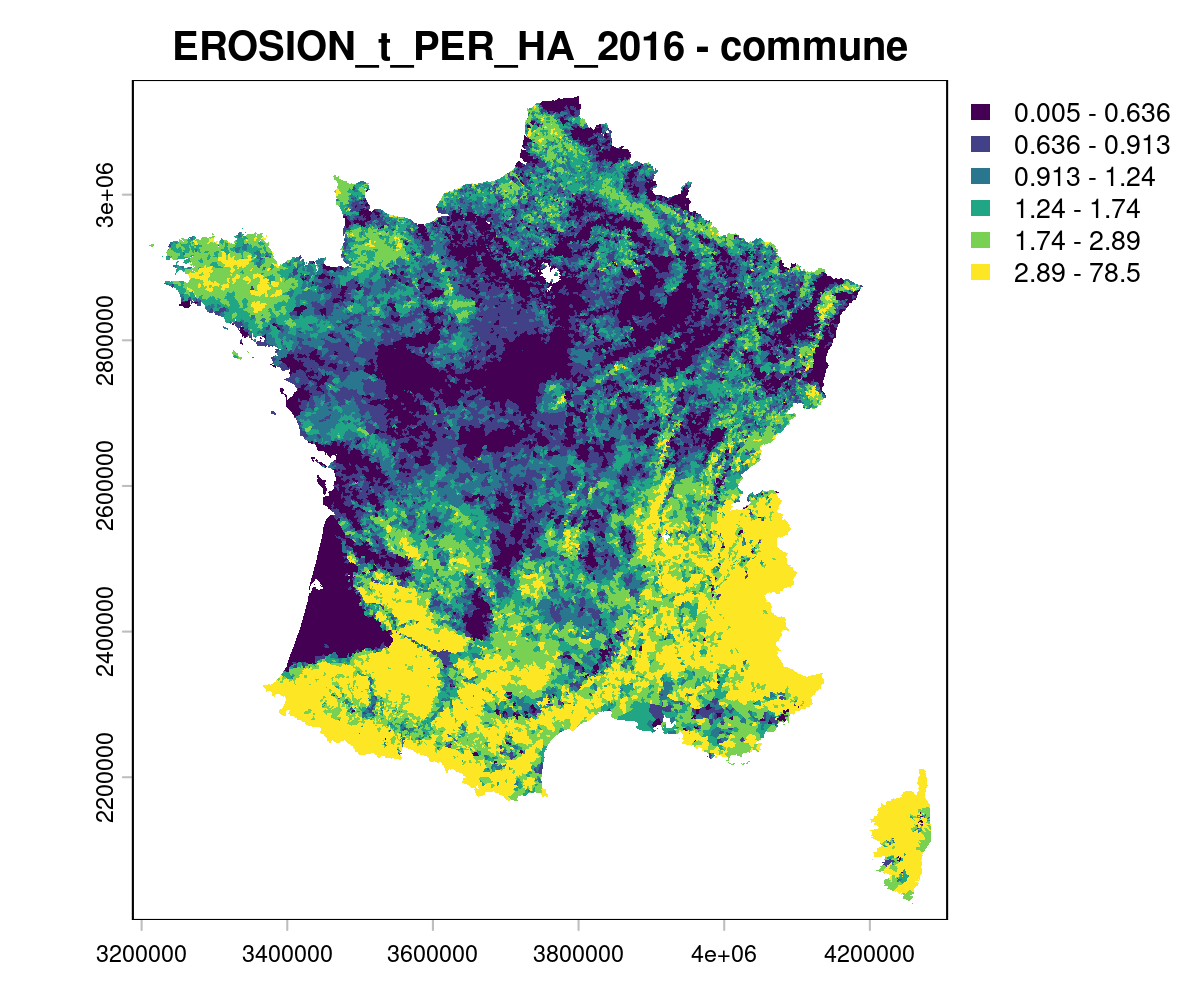 EROSION_t_PER_HA_2016 - commune
0.005 - 0.636
0.636 - 0.913
0.913 - 1.24
1.24 - 1.74
1.74 - 2.89
2.89 - 78.5
3e+06
2800000
2600000
2400000
2200000
3200000 3400000 3600000 3800000 4e+06 4200000